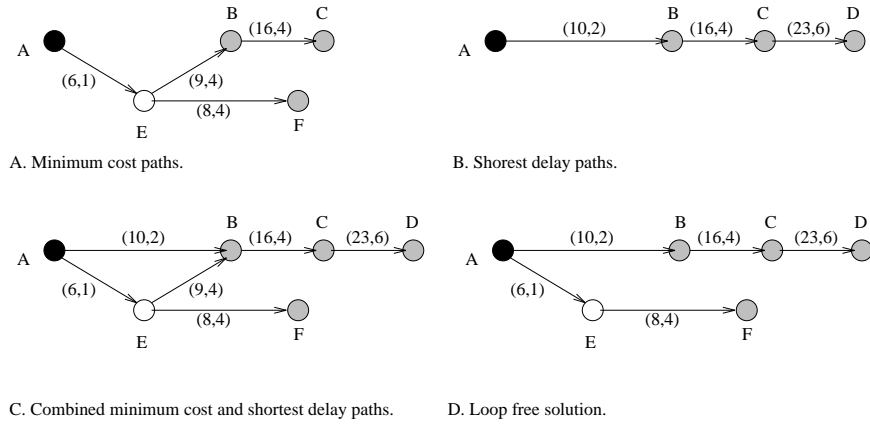 B C
A
(16,4)
(6,1)
(9,4)
(8,4)
E
F
A. Minimum cost paths.
B C D
A
(10,2) (16,4) (23,6)
B. Shorest delay paths.
B C D
A
(10,2) (16,4) (23,6)
(6,1)
(9,4)
(8,4)
E
F
C. Combined minimum cost and shortest delay paths.
B C D
A
(10,2) (16,4) (23,6)
(6,1)
(8,4)
E
F
D. Loop free solution.